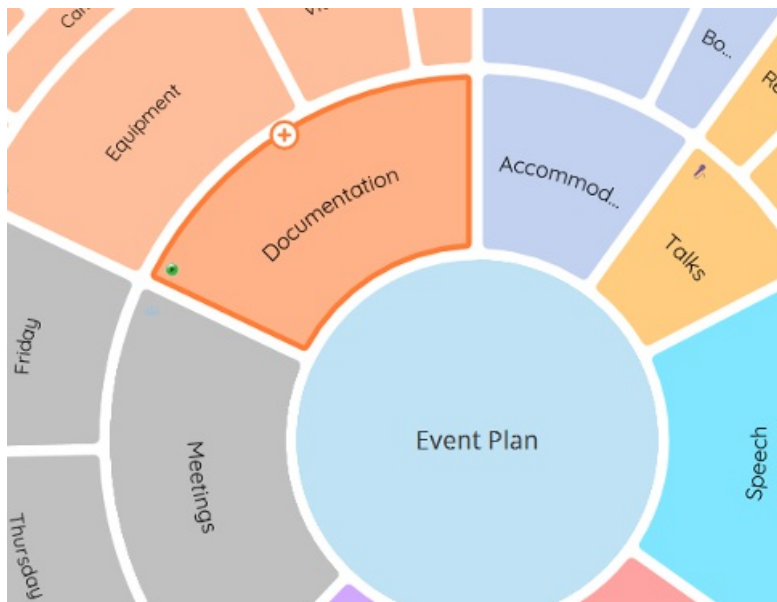 Equipment
Bo...
Documentation
Accommod...
Talks
Friday
Meetings
Event Plan
Speech
Thursday